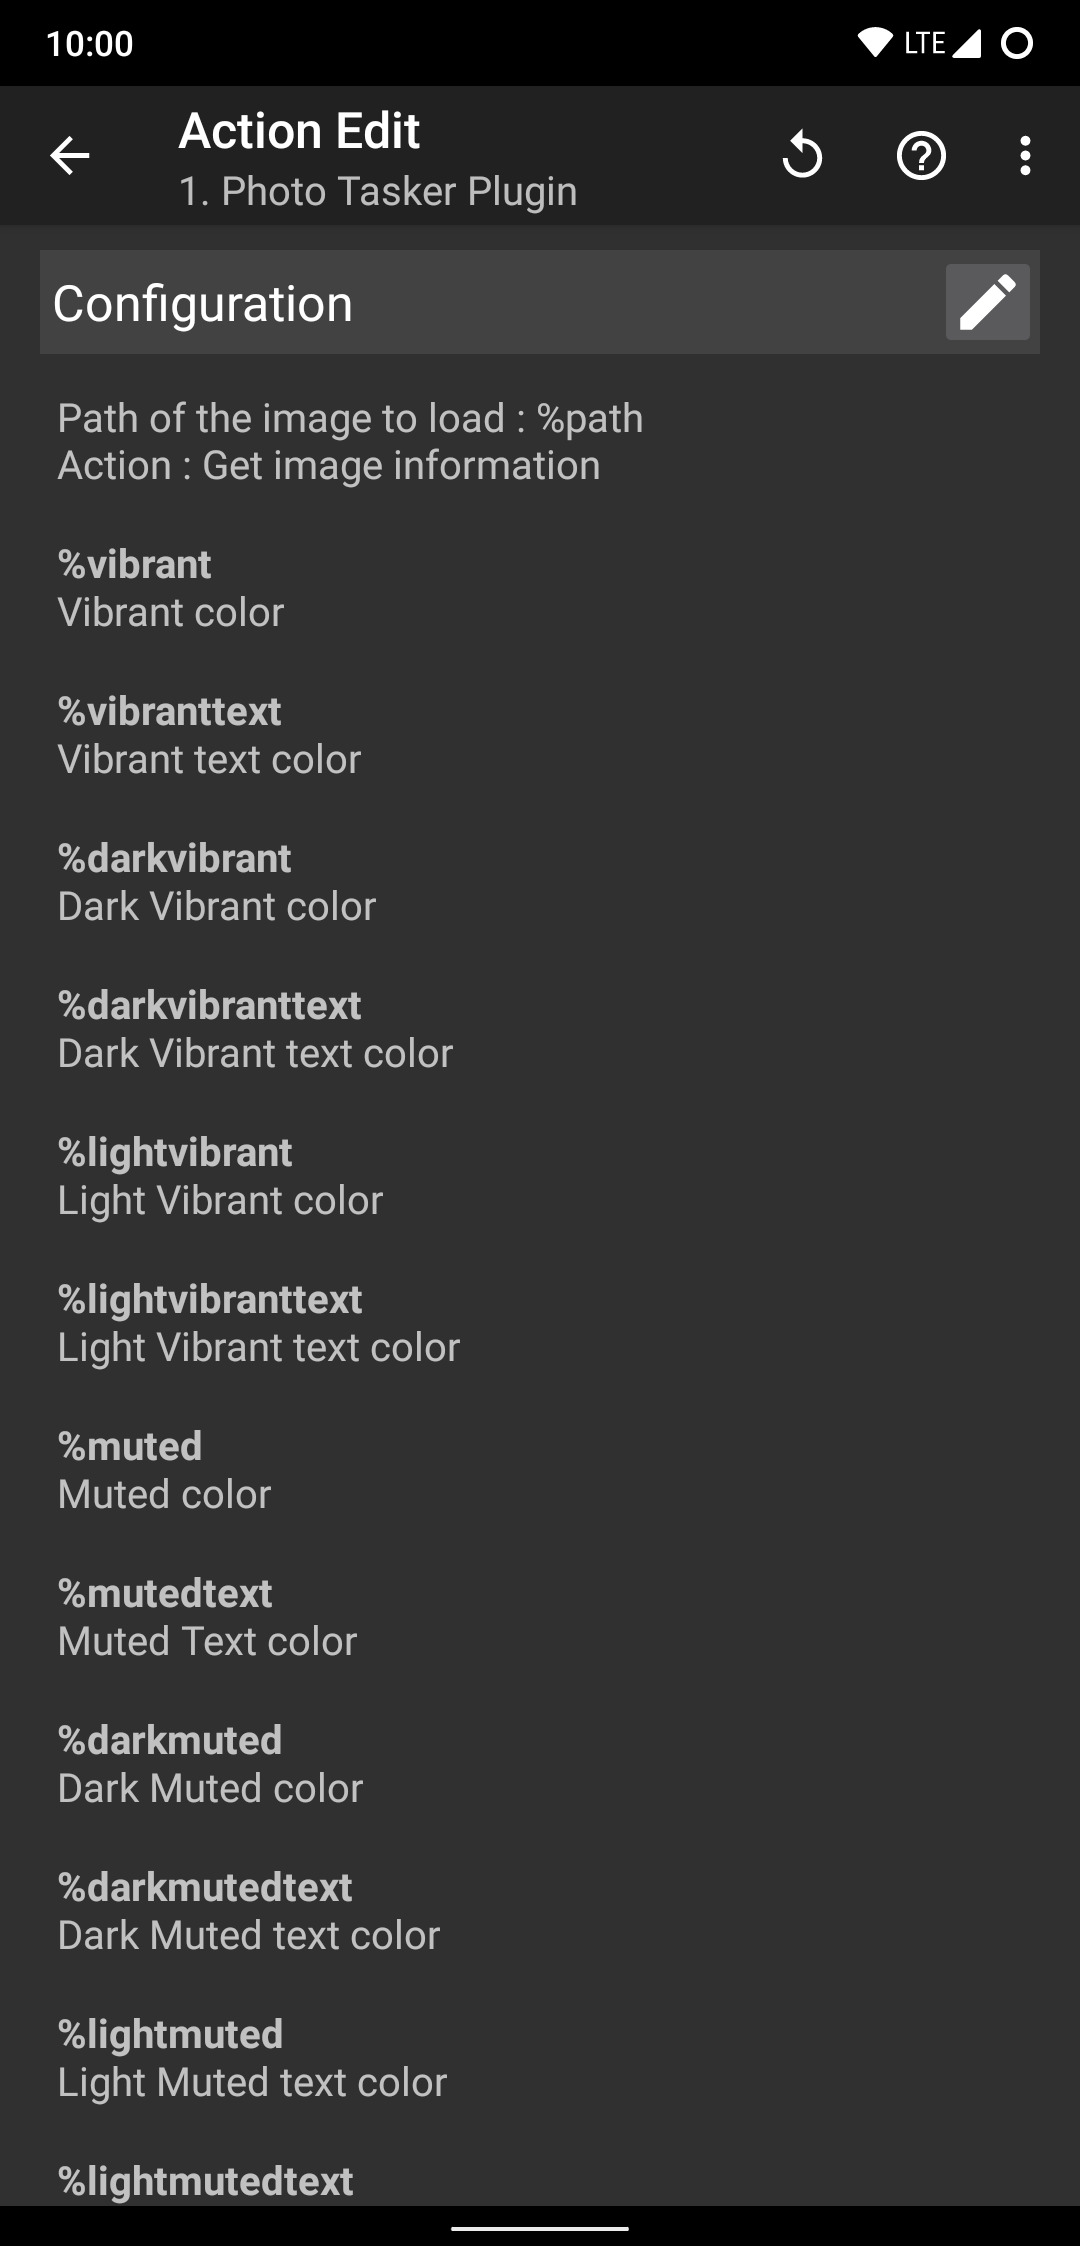 10:00
LTE
Action Edit
1. Photo Tasker Plugin
Configuration
Path of the image to load : %path
Action : Get image information
%vibrant
Vibrant color
%vibranttext
Vibrant text color
%darkvibrant
Dark Vibrant color
%darkvibranttext
Dark Vibrant text color
%lightvibrant
Light Vibrant color
%lightvibranttext
Light Vibrant text color
%muted
Muted color
%mutedtext
Muted Text color
%darkmuted
Dark Muted color
%darkmutedtext
Dark Muted text color
%lightmuted
Light Muted text color
%lightmutedtext